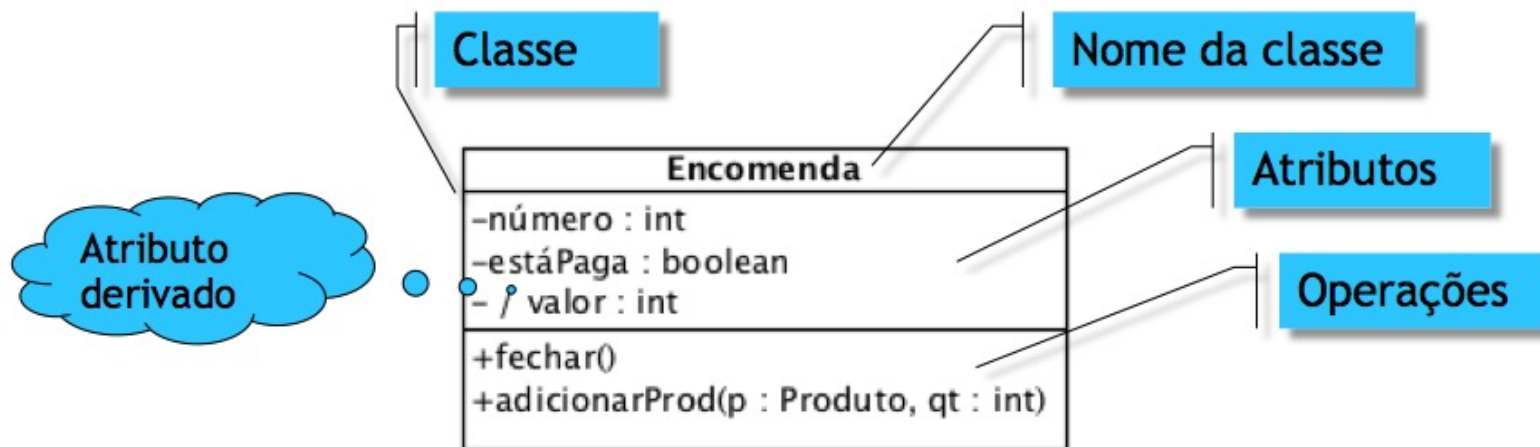 Classe
Nome da classe
Encomenda
Atributos
–número : int
–estáPaga : boolean
– / valor : int
Atributo
derivado
Operações
+fechar()
+adicionarProd(p : Produto, qt : int)